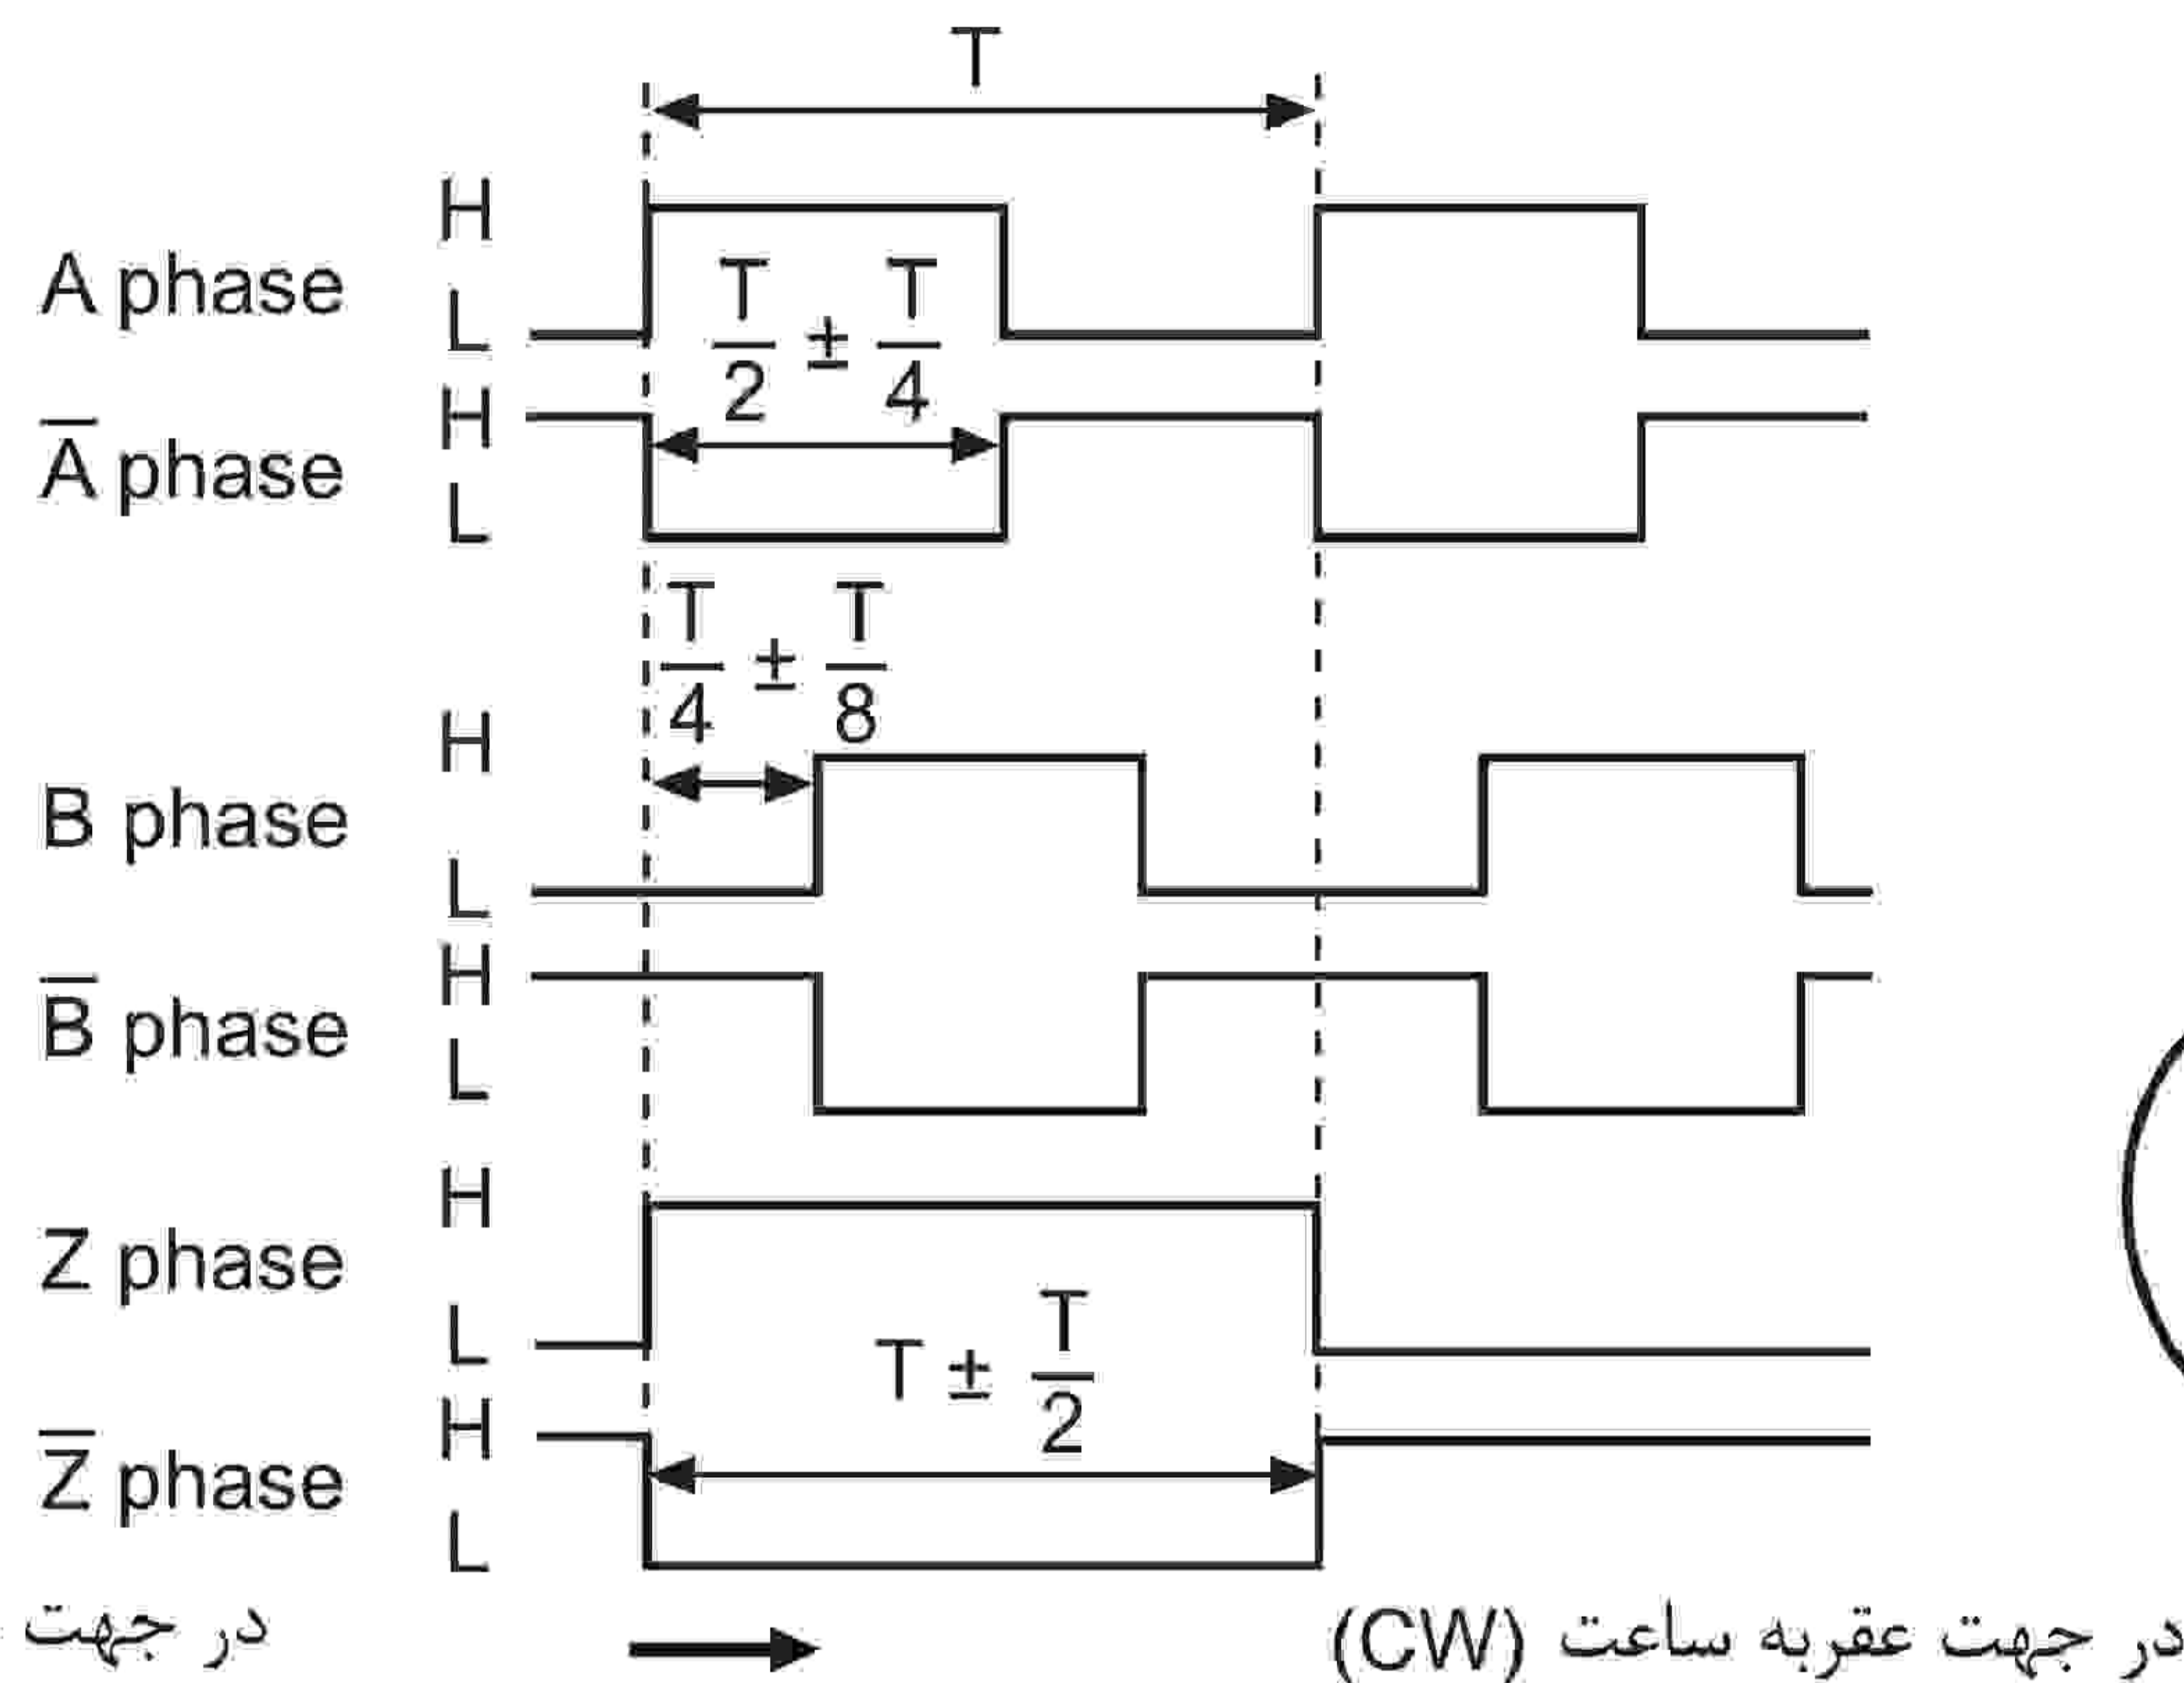 T
H
A phase
L
T/2 ± T/4
H
A̅ phase
L
T/4 ± T/8
H
B phase
L
H
B̅ phase
L
H
Z phase
L
T ± T/2
H
Z̅ phase
L
در جهت
در جهت عقربه ساعت (CW)